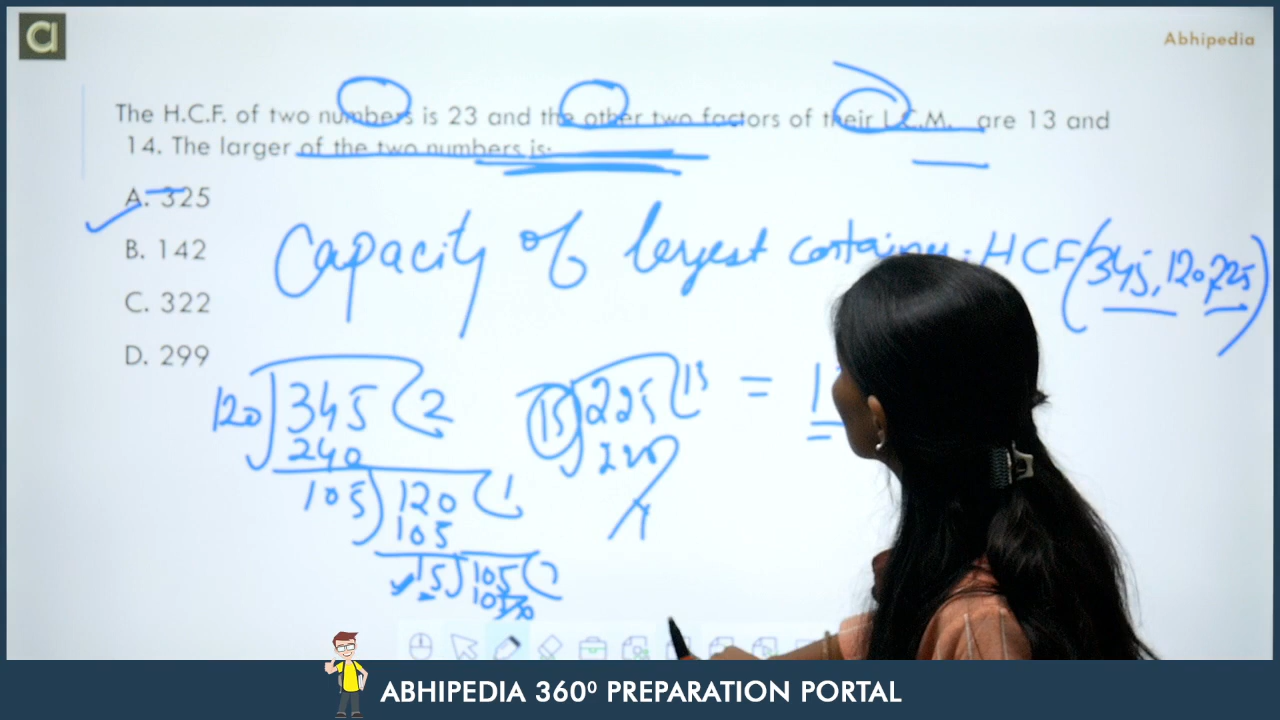 Abhipedia
The H.C.F. of two numbers is 23 and the other two factors of their L.C.M. are 13 and
14. The larger of the two numbers is:
A. 325
B. 142
C. 322
D. 299
Capacity of largest container. HCF(345, 120, 225)
120)345(2
240
105)120(1
105
15)105(7
105
15)225(15 =
ABHIPEDIA 360º PREPARATION PORTAL